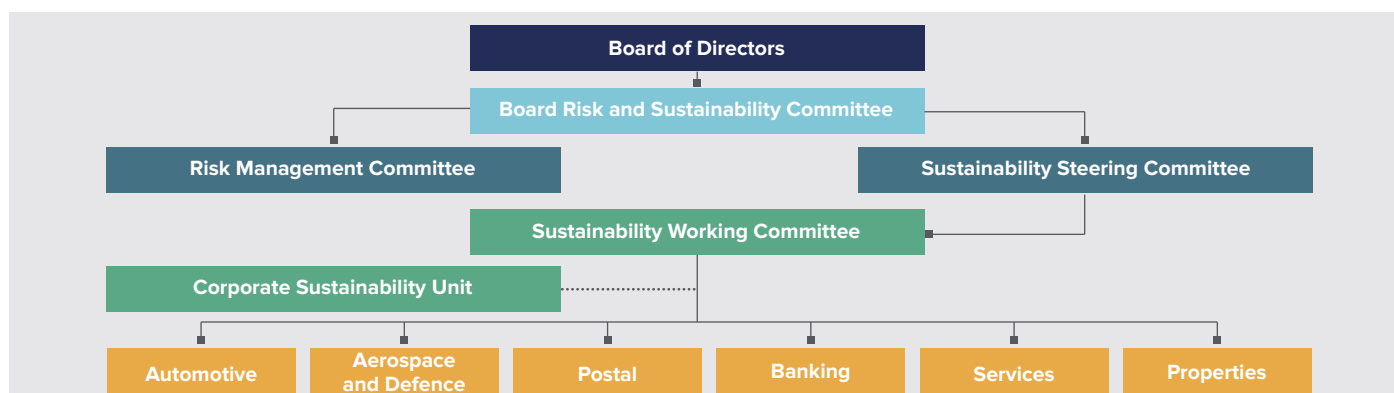 Board of Directors
Board Risk and Sustainability Committee
Risk Management Committee
Sustainability Steering Committee
Sustainability Working Committee
Corporate Sustainability Unit
Automotive
Aerospace
and Defence
Postal
Banking
Services
Properties